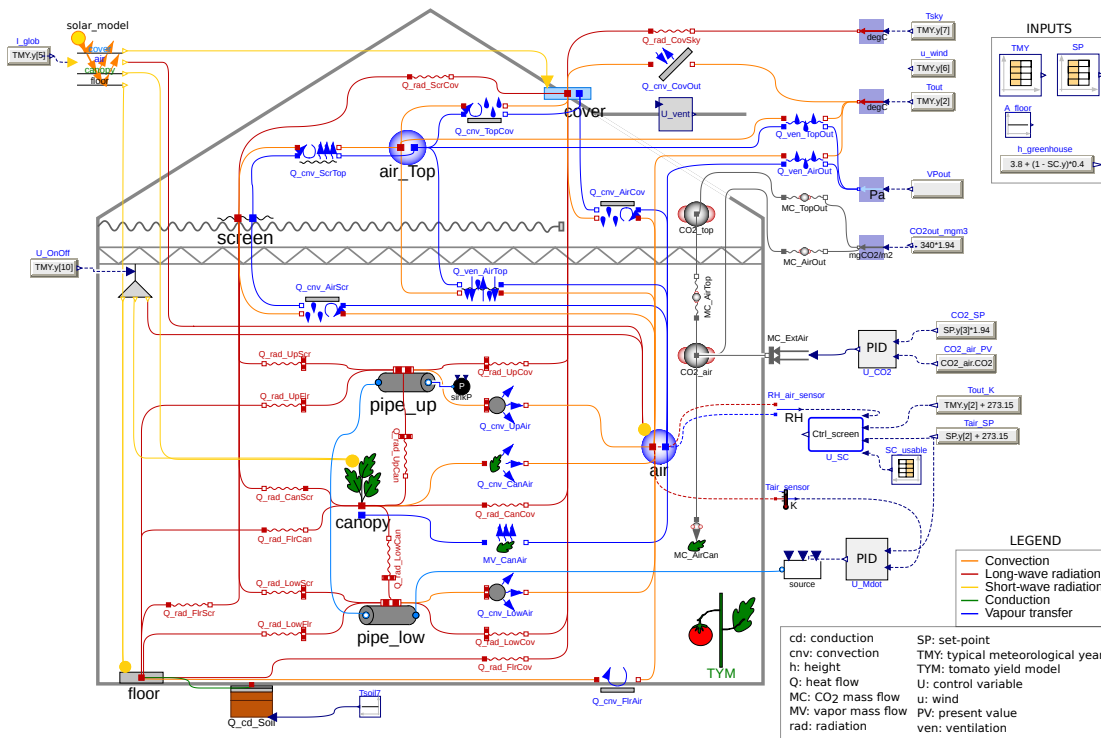 solar_model
I_glob
TMY.y[5]
cover
air
canopy
floor
Q_rad_CovSky
Tsky
degC
TMY.y[7]
u_wind
TMY.y[6]
Q_cnv_CovOut
Tout
degC
TMY.y[2]
INPUTS
TMY
SP
A_floor
h_greenhouse
3.8 + (1 - SC.y)*0.4
Q_rad_ScrCov
cover
U_vent
Q_cnv_TopCov
Q_ven_TopOut
Q_cnv_ScrTop
air_Top
Q_ven_AirOut
VPout
Pa
Q_cnv_AirCov
MC_TopOut
CO2_top
screen
CO2out_mgm3
340*1.94
mgCO2/m2
MC_AirOut
U_OnOff
TMY.y[10]
Q_cnv_AirScr
Q_ven_AirTop
MC_AirTop
CO2_SP
SP.y[3]*1.94
MC_ExtAir
PID
U_CO2
CO2_air_PV
CO2_air.CO2
CO2_air
Q_rad_UpScr
Q_rad_UpCov
pipe_up
P
sinkP
Q_rad_UpFlr
Q_cnv_UpAir
RH_air_sensor
RH
Tout_K
TMY.y[2] + 273.15
Ctrl_screen
U_SC
Tair_SP
SP.y[2] + 273.15
SC_usable
Q_rad_UpCan
air
Q_cnv_CanAir
Q_rad_CanScr
canopy
Q_rad_CanCov
Tair_sensor
K
Q_rad_FlrCan
Q_rad_LowCan
MV_CanAir
MC_AirCan
PID
U_Mdot
source
Q_rad_LowScr
Q_cnv_LowAir
Q_rad_FlrScr
pipe_low
Q_rad_LowFlr
Q_rad_LowCov
Q_rad_FlrCov
TYM
floor
Q_cd_Soil
Tsoil7
Q_cnv_FlrAir
LEGEND
Convection
Long-wave radiation
Short-wave radiation
Conduction
Vapour transfer
cd: conduction
cnv: convection
h: height
Q: heat flow
MC: CO2 mass flow
MV: vapor mass flow
rad: radiation
SP: set-point
TMY: typical meteorological year
TYM: tomato yield model
U: control variable
u: wind
PV: present value
ven: ventilation